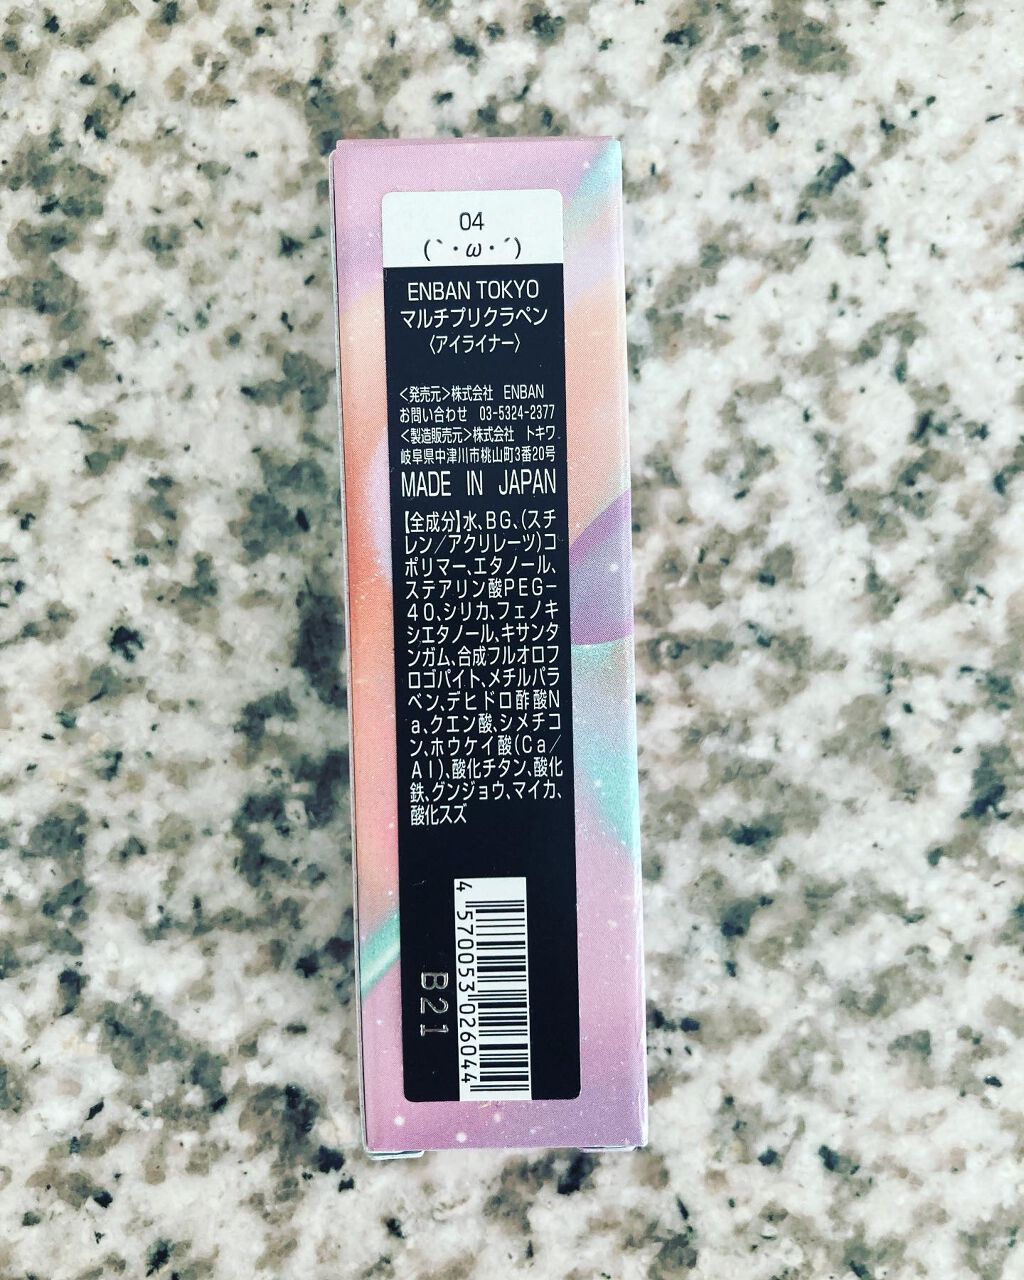 04
(｀・ω・´)
ENBAN TOKYO
マルチプリクラペン
〈アイライナー〉
<発売元>株式会社 ENBAN
お問い合わせ 03-5324-2377
<製造販売元>株式会社 トキワ
岐阜県中津川市桃山町3番20号
MADE IN JAPAN
【全成分】水、BG、(スチ
レン/アクリレーツ)コ
ポリマー、エタノール、
ステアリン酸PEG-
40、シリカ、フェノキ
シエタノール、キサンタ
ンガム、合成フルオロフ
ロゴパイト、メチルパラ
ベン、デヒドロ酢酸N
a、クエン酸、シメチコ
ン、ホウケイ酸(Ca/
Al)、酸化チタン、酸化
鉄、グンジョウ、マイカ、
酸化スズ
4 570053 026044
B21